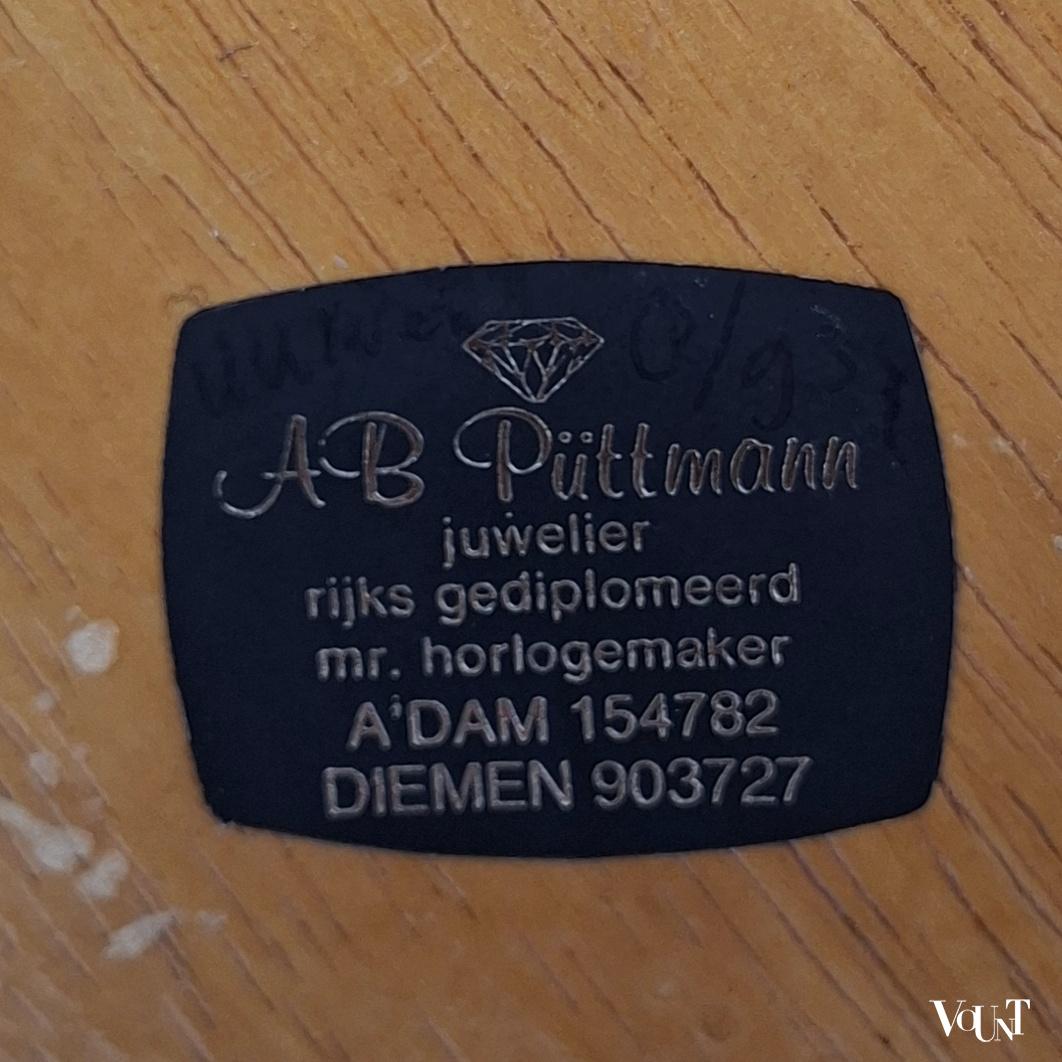 AB Püttmann
juwelier
rijks gediplomeerd
mr. horlogemaker
A'DAM 154782
DIEMEN 903727
VOUNT